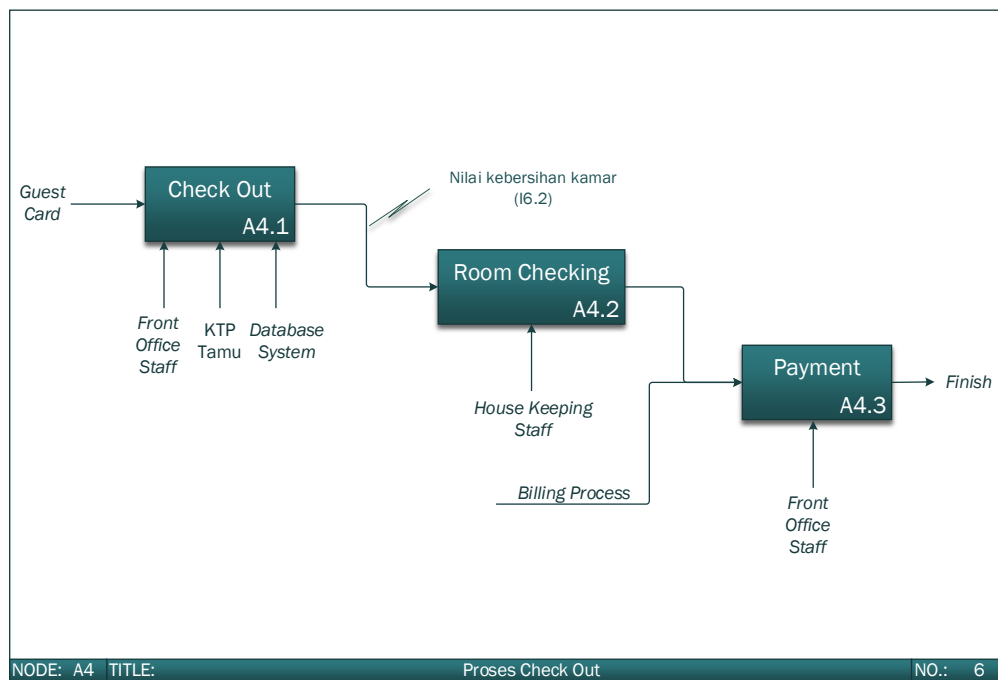 Guest
Card
Check Out
A4.1
Front
Office
Staff
KTP
Tamu
Database
System
Nilai kebersihan kamar
(I6.2)
Room Checking
A4.2
House Keeping
Staff
Billing Process
Payment
A4.3
Finish
Front
Office
Staff
NODE: A4 TITLE: Proses Check Out NO.: 6